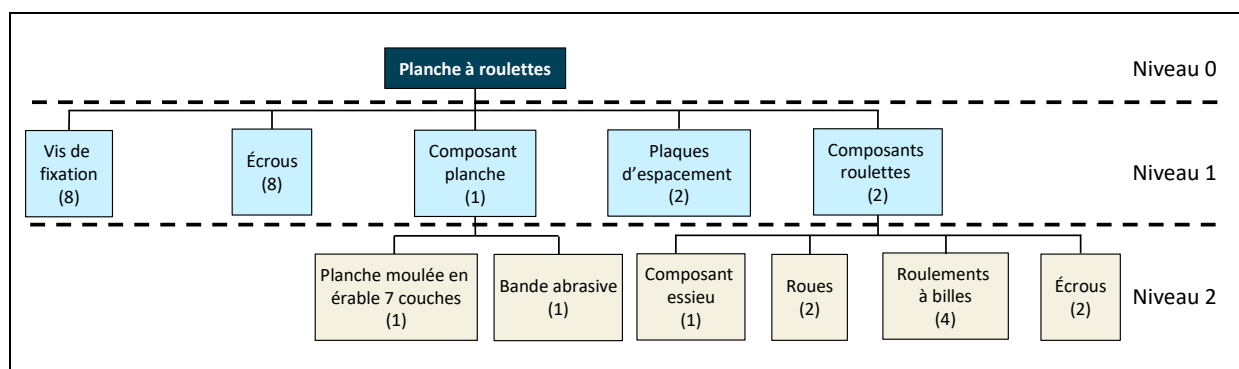 Planche à roulettes
Niveau 0
Vis de
fixation
(8)
Écrous
(8)
Composant
planche
(1)
Plaques
d’espacement
(2)
Composants
roulettes
(2)
Niveau 1
Planche moulée en
érable 7 couches
(1)
Bande abrasive
(1)
Composant
essieu
(1)
Roues
(2)
Roulements
à billes
(4)
Écrous
(2)
Niveau 2